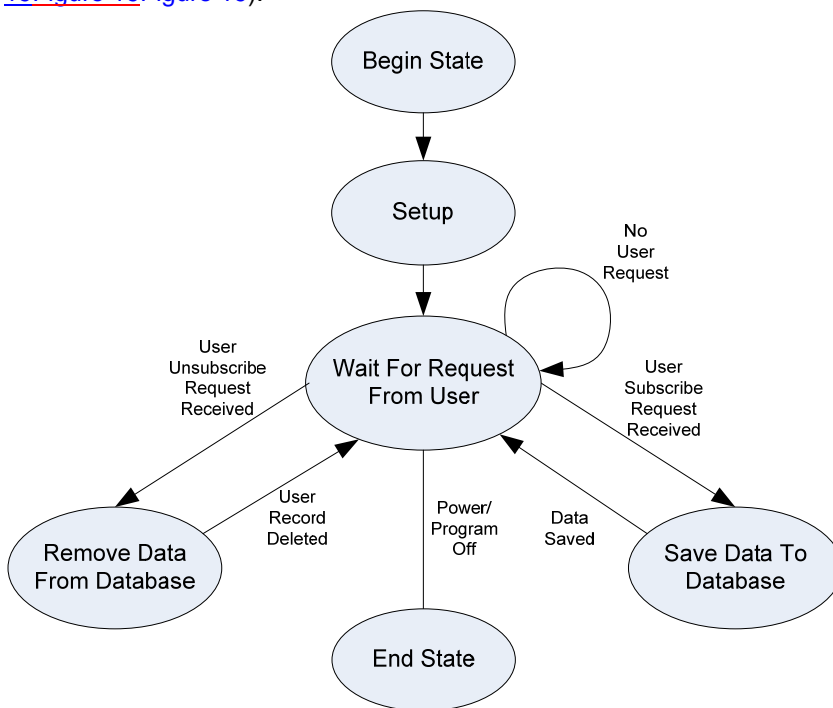 Begin State
Setup
No
User
Request
Wait For Request
From User
User
Unsubscribe
Request
Received
User
Subscribe
Request
Received
User
Record
Deleted
Power/
Program
Off
Data
Saved
Remove Data
From Database
Save Data To
Database
End State